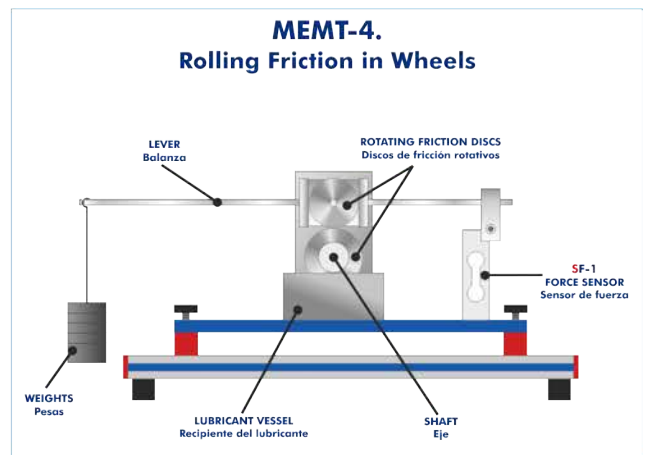 MEMT-4.
Rolling Friction in Wheels
LEVER
Balanza
ROTATING FRICTION DISCS
Discos de fricción rotativos
SF-1
FORCE SENSOR
Sensor de fuerza
WEIGHTS
Pesas
LUBRICANT VESSEL
Recipiente del lubricante
SHAFT
Eje